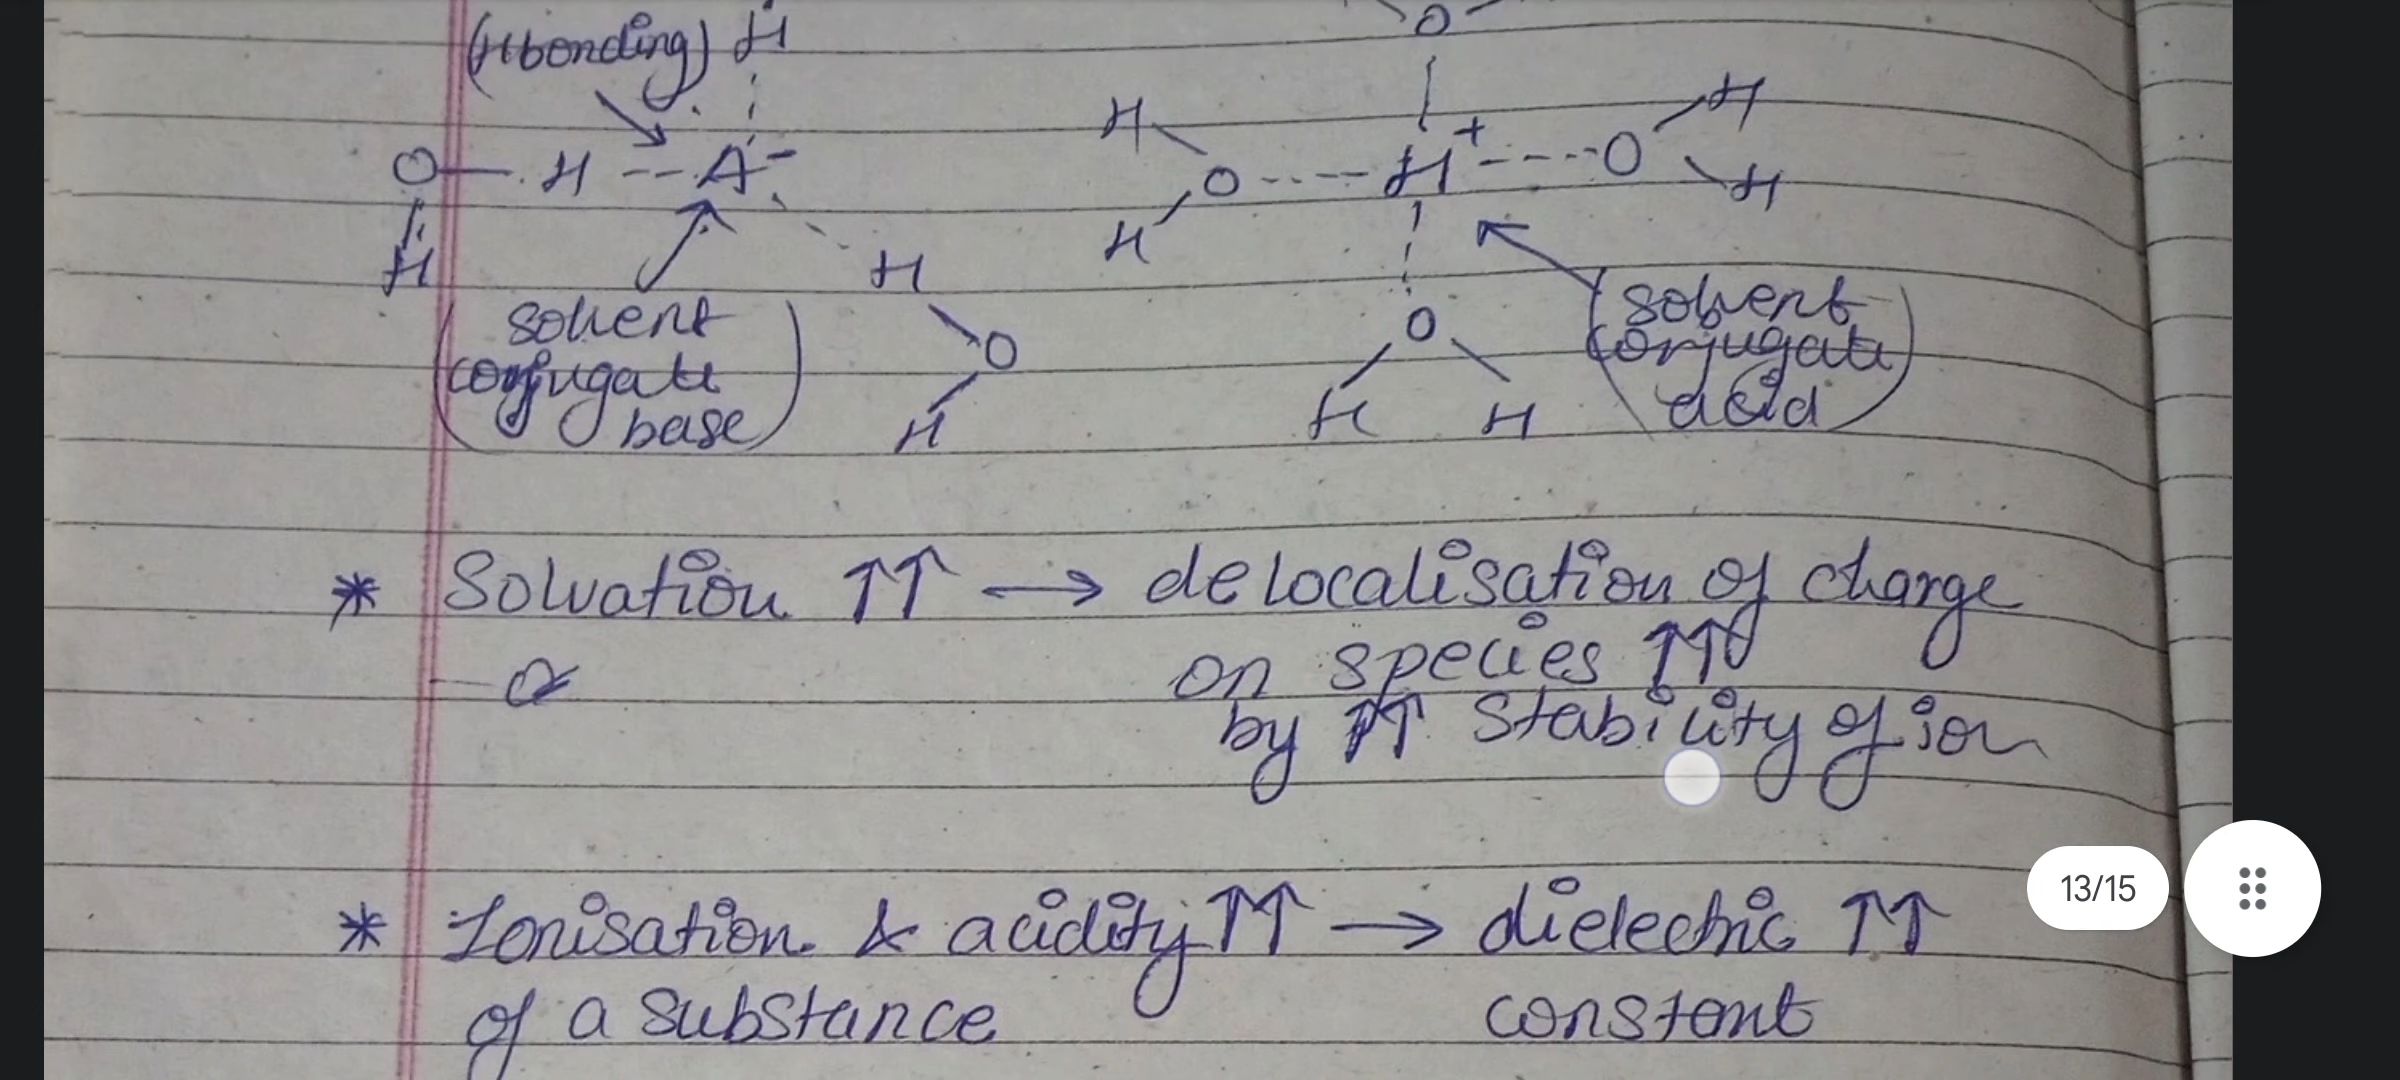 (H bonding) H
O
O — H --- A⁻
H
H
O ---- H⁺ ---- O
H
H
H
H
H
O
H
O
H
H
(solvent
conjugate
base)
(solvent
conjugate
acid)
* Solvation ↑↑ → delocalisation of charge
on species ↑↑
by ↑↑ stability of ion
* Ionisation & acidity ↑↑ → dielectric ↑↑
of a substance constant
13/15